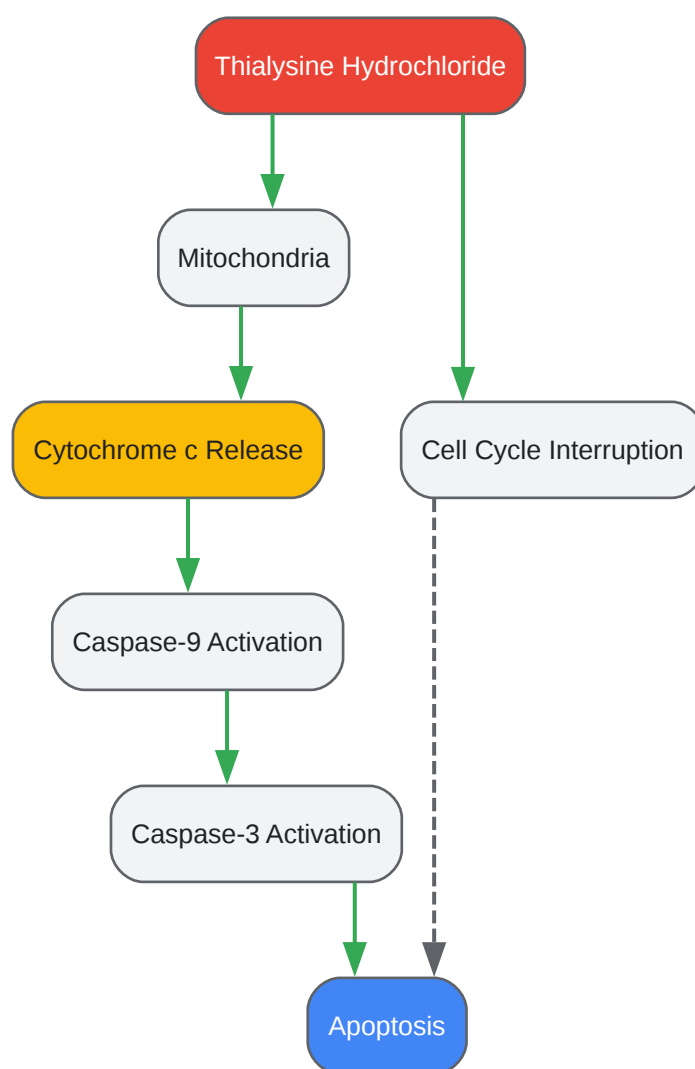 Thialysine Hydrochloride
Mitochondria
Cytochrome c Release
Cell Cycle Interruption
Caspase-9 Activation
Caspase-3 Activation
Apoptosis